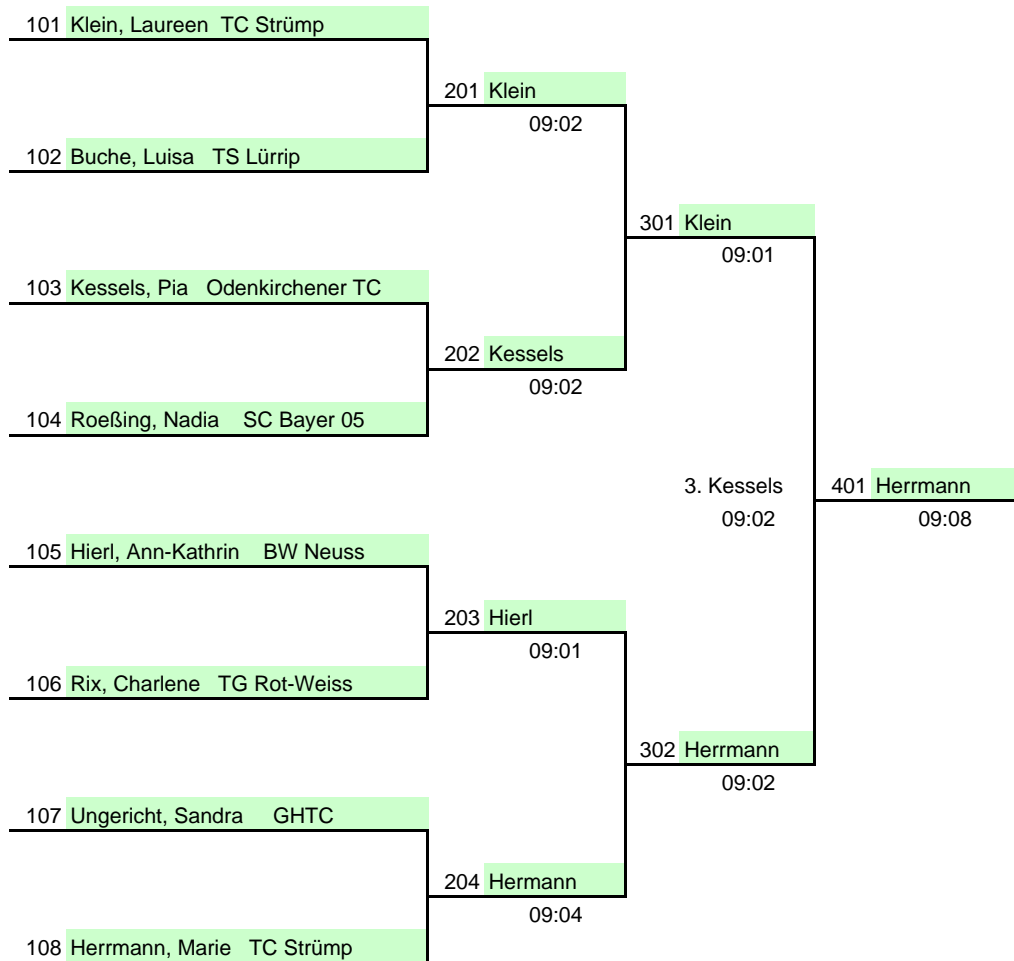 101 Klein, Laureen TC Strümp
201 Klein
09:02
102 Buche, Luisa TS Lürrip
301 Klein
09:01
103 Kessels, Pia Odenkirchener TC
202 Kessels
09:02
104 Roeßing, Nadia SC Bayer 05
3. Kessels 401 Herrmann
09:02 09:08
105 Hierl, Ann-Kathrin BW Neuss
203 Hierl
09:01
106 Rix, Charlene TG Rot-Weiss
302 Herrmann
09:02
107 Ungericht, Sandra GHTC
204 Hermann
09:04
108 Herrmann, Marie TC Strümp